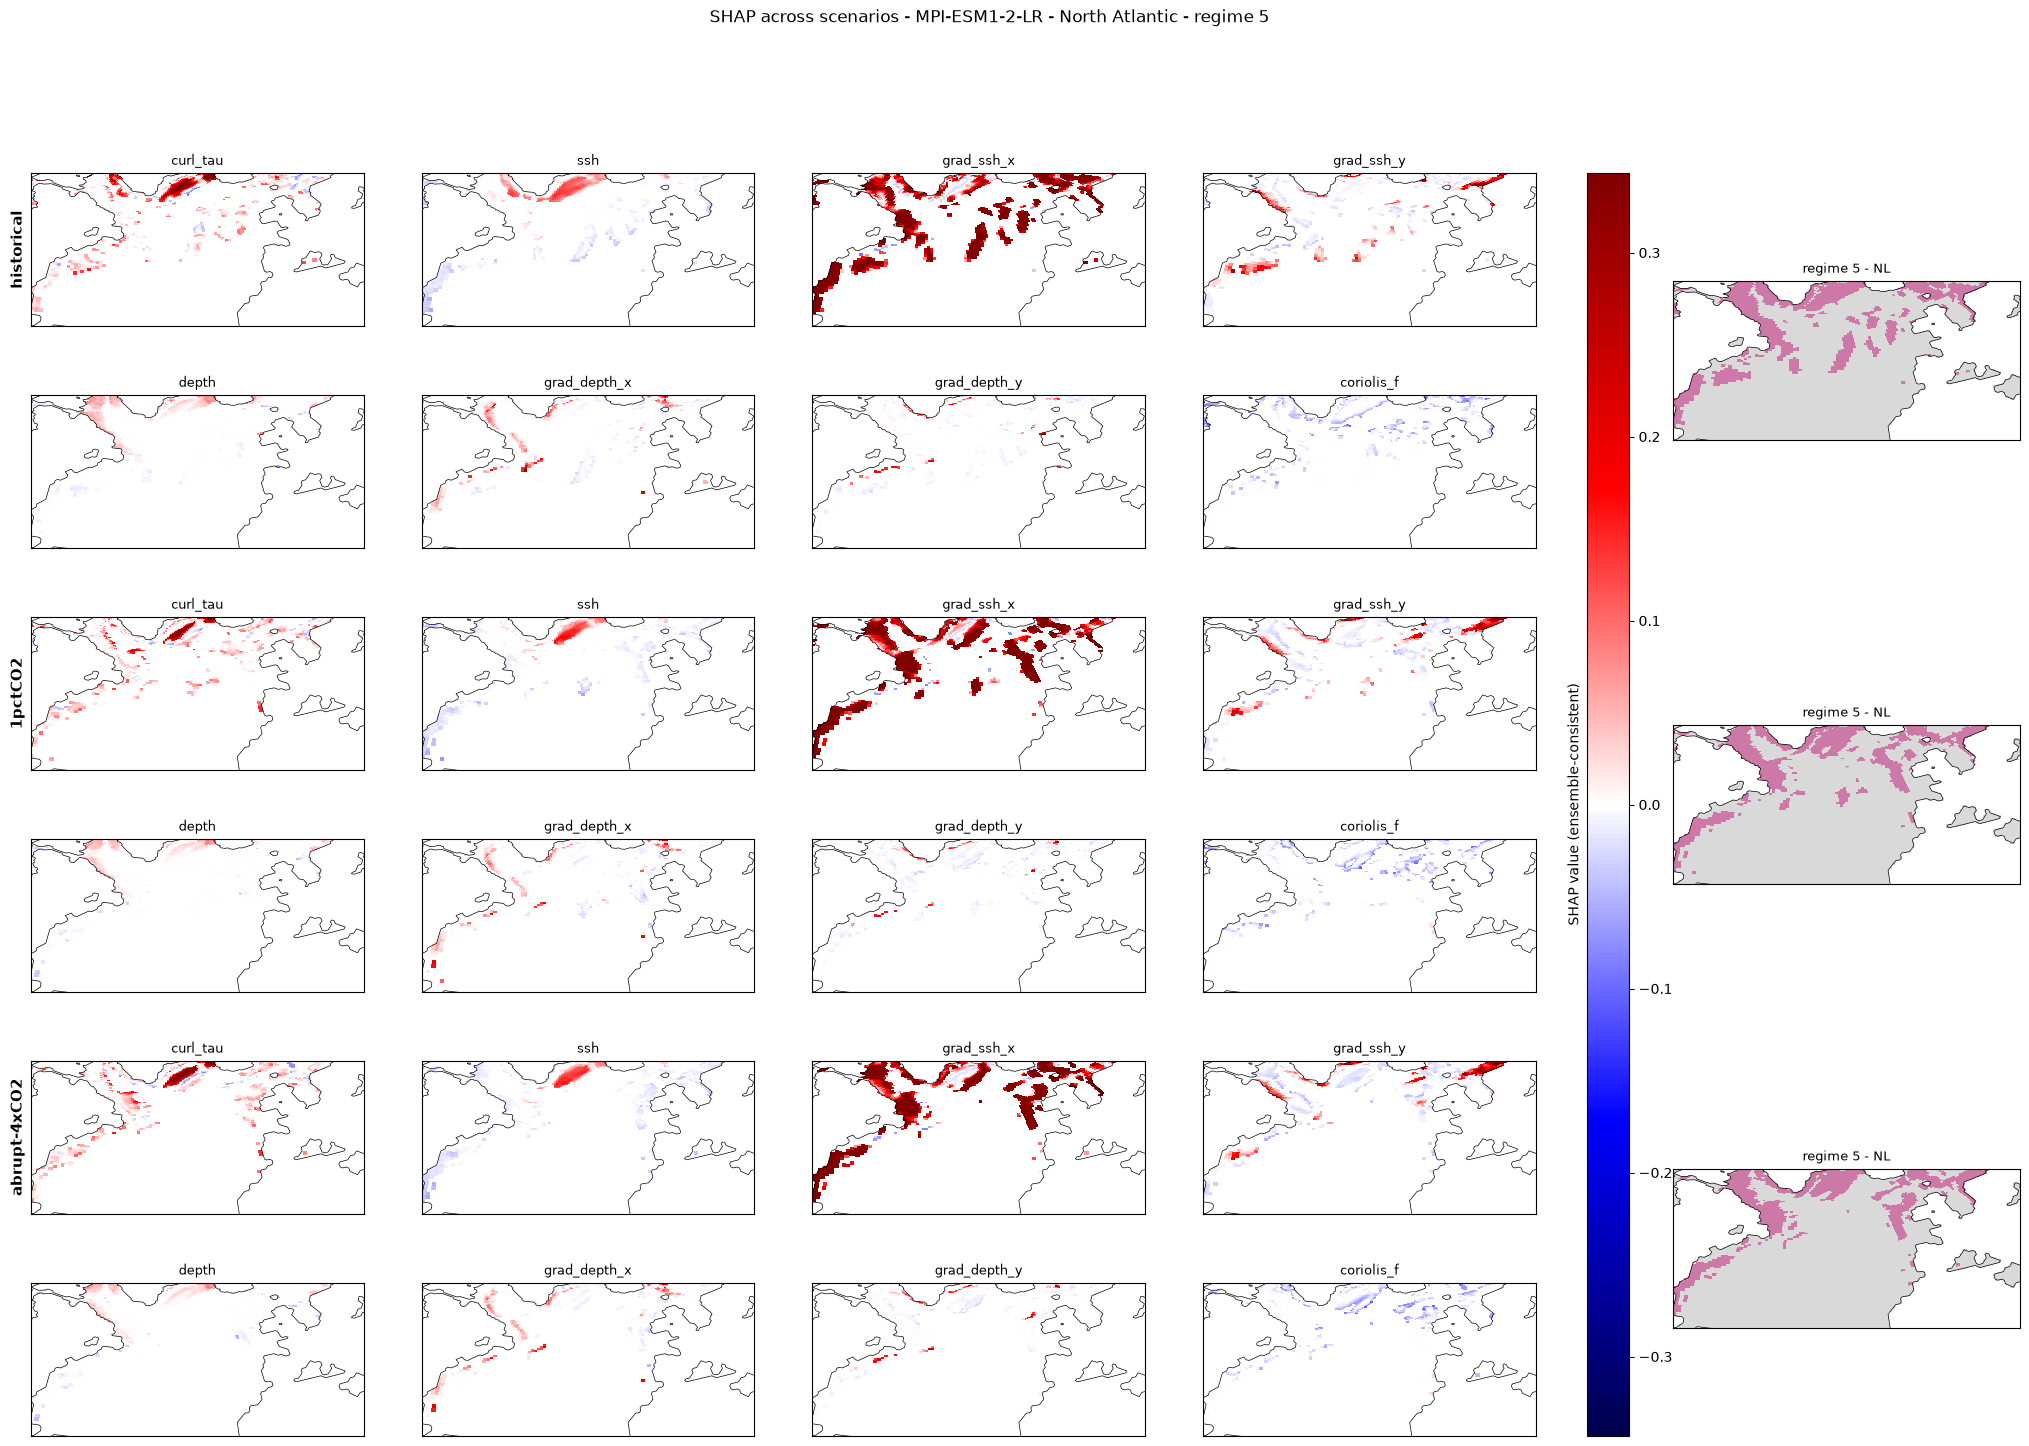 SHAP across scenarios - MPI-ESM1-2-LR - North Atlantic - regime 5
historical
curl_tau
ssh
grad_ssh_x
grad_ssh_y
depth
grad_depth_x
grad_depth_y
coriolis_f
1pctCO2
curl_tau
ssh
grad_ssh_x
grad_ssh_y
depth
grad_depth_x
grad_depth_y
coriolis_f
abrupt-4xCO2
curl_tau
ssh
grad_ssh_x
grad_ssh_y
depth
grad_depth_x
grad_depth_y
coriolis_f
SHAP value (ensemble-consistent)
0.3
0.2
0.1
0.0
−0.1
−0.2
−0.3
regime 5 - NL
regime 5 - NL
regime 5 - NL